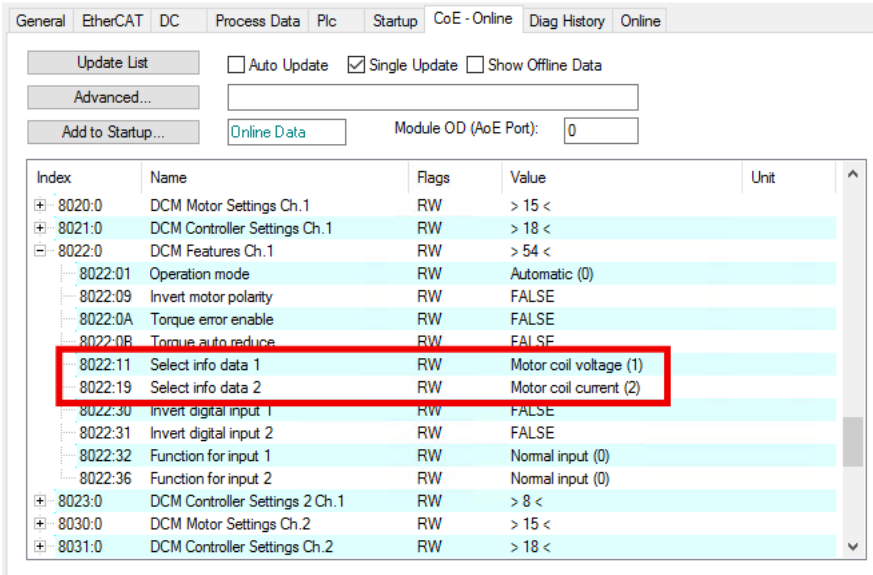 General EtherCAT DC Process Data Plc Startup CoE - Online Diag History Online
Update List Auto Update Single Update Show Offline Data
Advanced...
Add to Startup... Online Data Module OD (AoE Port): 0
Index Name Flags Value Unit
8020:0 DCM Motor Settings Ch.1 RW > 15 <
8021:0 DCM Controller Settings Ch.1 RW > 18 <
8022:0 DCM Features Ch.1 RW > 54 <
8022:01 Operation mode RW Automatic (0)
8022:09 Invert motor polarity RW FALSE
8022:0A Torque error enable RW FALSE
8022:0B Torque auto reduce RW FALSE
8022:11 Select info data 1 RW Motor coil voltage (1)
8022:19 Select info data 2 RW Motor coil current (2)
8022:30 Invert digital input 1 RW FALSE
8022:31 Invert digital input 2 RW FALSE
8022:32 Function for input 1 RW Normal input (0)
8022:36 Function for input 2 RW Normal input (0)
8023:0 DCM Controller Settings 2 Ch.1 RW > 8 <
8030:0 DCM Motor Settings Ch.2 RW > 15 <
8031:0 DCM Controller Settings Ch.2 RW > 18 <